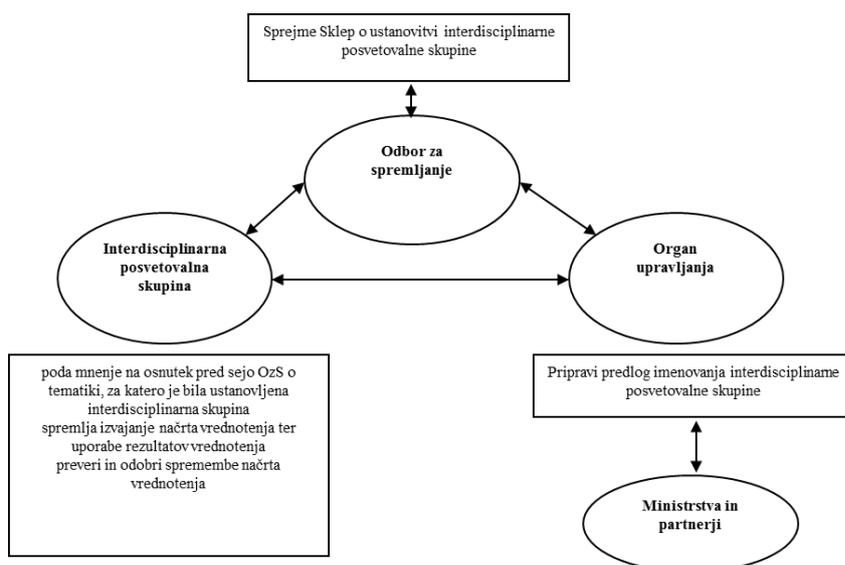 Sprejme Sklep o ustanovitvi interdisciplinarne
posvetovalne skupine
Odbor za
spremljanje
Interdisciplinarna
posvetovalna
skupina
Organ
upravljanja
poda mnenje na osnutek pred sejo OzS o
tematiki, za katero je bila ustanovljena
interdisciplinarna skupina
spremlja izvajanje načrta vrednotenja ter
uporabe rezultatov vrednotenja
preveri in odobri spremembe načrta
vrednotenja
Pripravi predlog imenovanja interdisciplinarne
posvetovalne skupine
Ministrstva in
partnerji